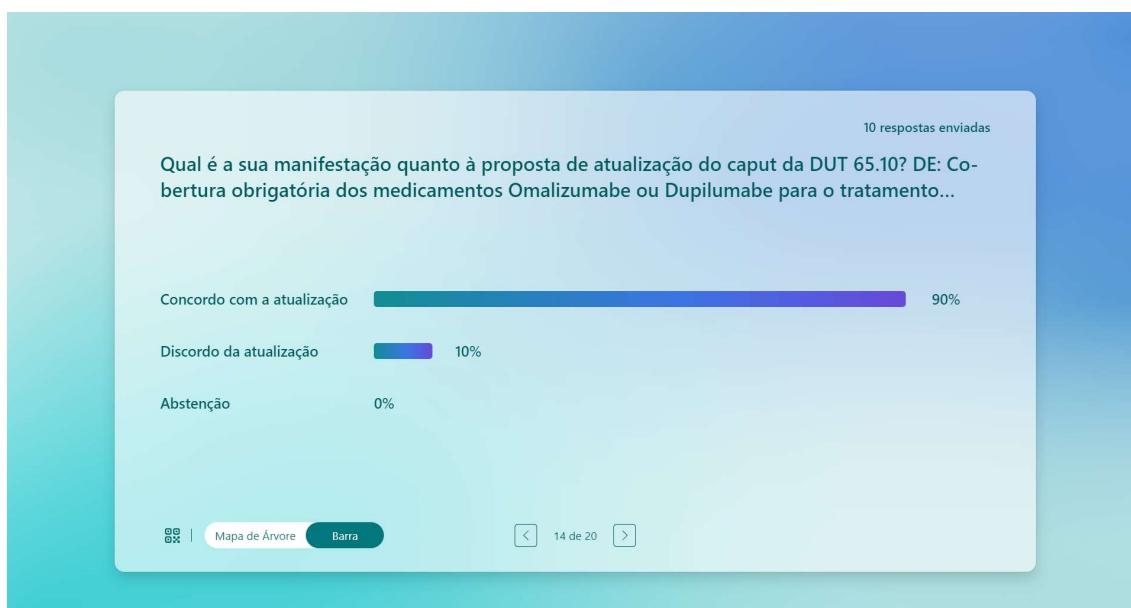 10 respostas enviadas
Qual é a sua manifestação quanto à proposta de atualização do caput da DUT 65.10? DE: Co-
bertura obrigatória dos medicamentos Omalizumabe ou Dupilumabe para o tratamento...
Concordo com a atualização 90%
Discordo da atualização 10%
Abstenção 0%
Mapa de Árvore Barra 14 de 20